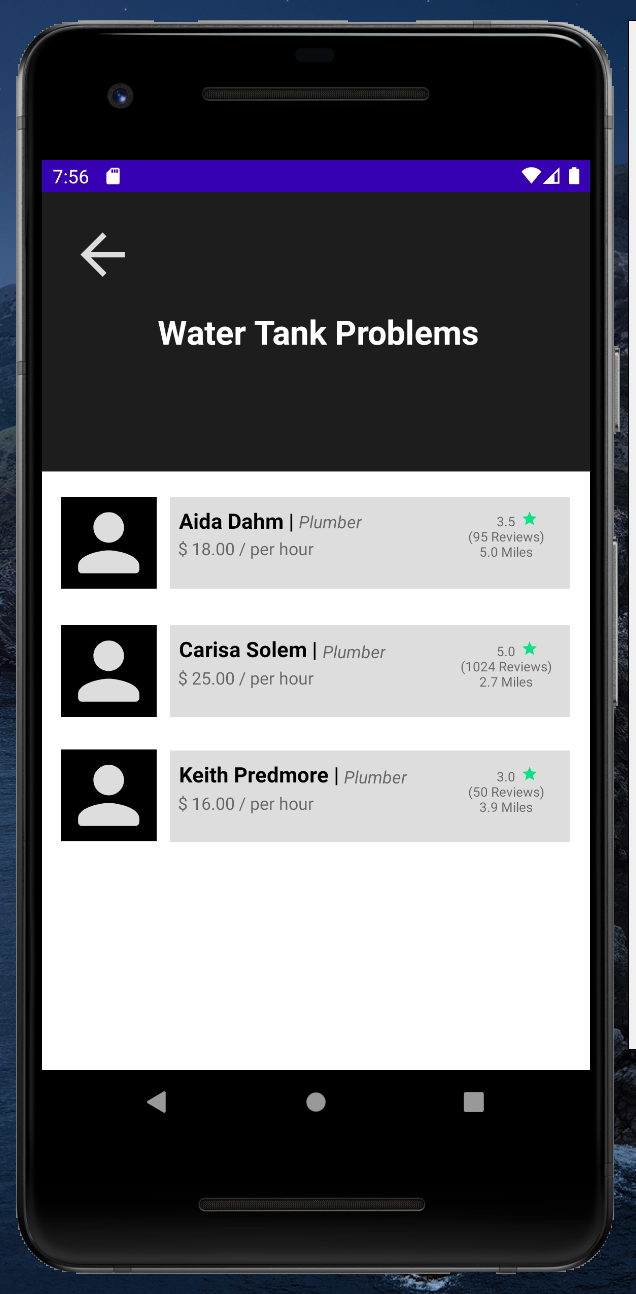 7:56
Water Tank Problems
Aida Dahm | Plumber
$ 18.00 / per hour
3.5
(95 Reviews)
5.0 Miles
Carisa Solem | Plumber
$ 25.00 / per hour
5.0
(1024 Reviews)
2.7 Miles
Keith Predmore | Plumber
$ 16.00 / per hour
3.0
(50 Reviews)
3.9 Miles